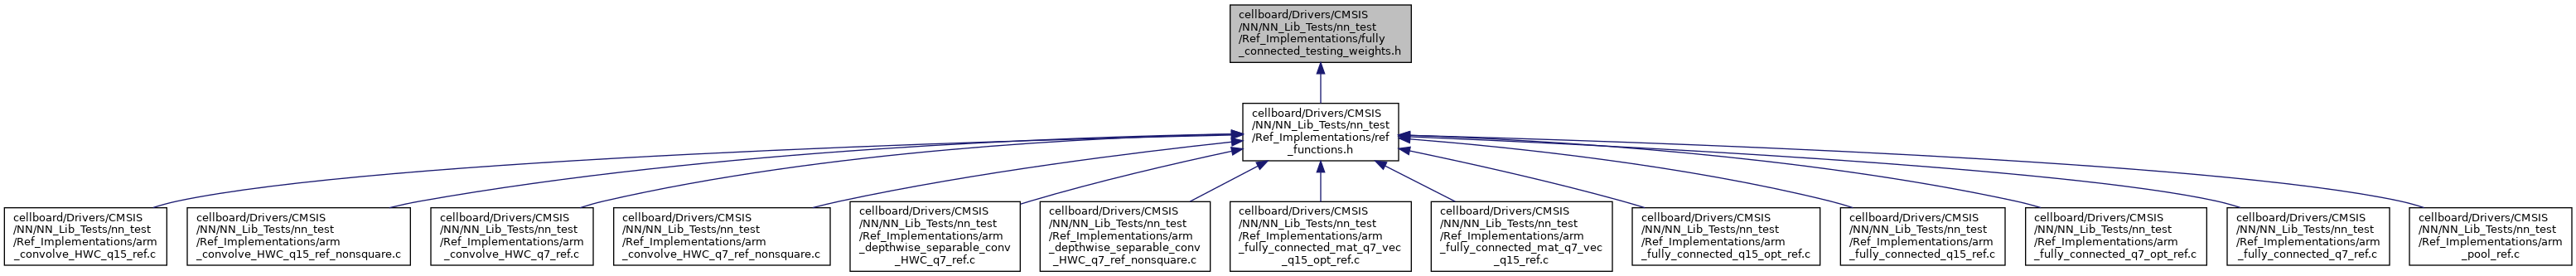 cellboard/Drivers/CMSIS
/NN/NN_Lib_Tests/nn_test
/Ref_Implementations/fully
_connected_testing_weights.h
cellboard/Drivers/CMSIS
/NN/NN_Lib_Tests/nn_test
/Ref_Implementations/ref
_functions.h
cellboard/Drivers/CMSIS
/NN/NN_Lib_Tests/nn_test
/Ref_Implementations/arm
_convolve_HWC_q15_ref.c
cellboard/Drivers/CMSIS
/NN/NN_Lib_Tests/nn_test
/Ref_Implementations/arm
_convolve_HWC_q15_ref_nonsquare.c
cellboard/Drivers/CMSIS
/NN/NN_Lib_Tests/nn_test
/Ref_Implementations/arm
_convolve_HWC_q7_ref.c
cellboard/Drivers/CMSIS
/NN/NN_Lib_Tests/nn_test
/Ref_Implementations/arm
_convolve_HWC_q7_ref_nonsquare.c
cellboard/Drivers/CMSIS
/NN/NN_Lib_Tests/nn_test
/Ref_Implementations/arm
_depthwise_separable_conv
_HWC_q7_ref.c
cellboard/Drivers/CMSIS
/NN/NN_Lib_Tests/nn_test
/Ref_Implementations/arm
_depthwise_separable_conv
_HWC_q7_ref_nonsquare.c
cellboard/Drivers/CMSIS
/NN/NN_Lib_Tests/nn_test
/Ref_Implementations/arm
_fully_connected_mat_q7_vec
_q15_opt_ref.c
cellboard/Drivers/CMSIS
/NN/NN_Lib_Tests/nn_test
/Ref_Implementations/arm
_fully_connected_mat_q7_vec
_q15_ref.c
cellboard/Drivers/CMSIS
/NN/NN_Lib_Tests/nn_test
/Ref_Implementations/arm
_fully_connected_q15_opt_ref.c
cellboard/Drivers/CMSIS
/NN/NN_Lib_Tests/nn_test
/Ref_Implementations/arm
_fully_connected_q15_ref.c
cellboard/Drivers/CMSIS
/NN/NN_Lib_Tests/nn_test
/Ref_Implementations/arm
_fully_connected_q7_opt_ref.c
cellboard/Drivers/CMSIS
/NN/NN_Lib_Tests/nn_test
/Ref_Implementations/arm
_fully_connected_q7_ref.c
cellboard/Drivers/CMSIS
/NN/NN_Lib_Tests/nn_test
/Ref_Implementations/arm
_pool_ref.c